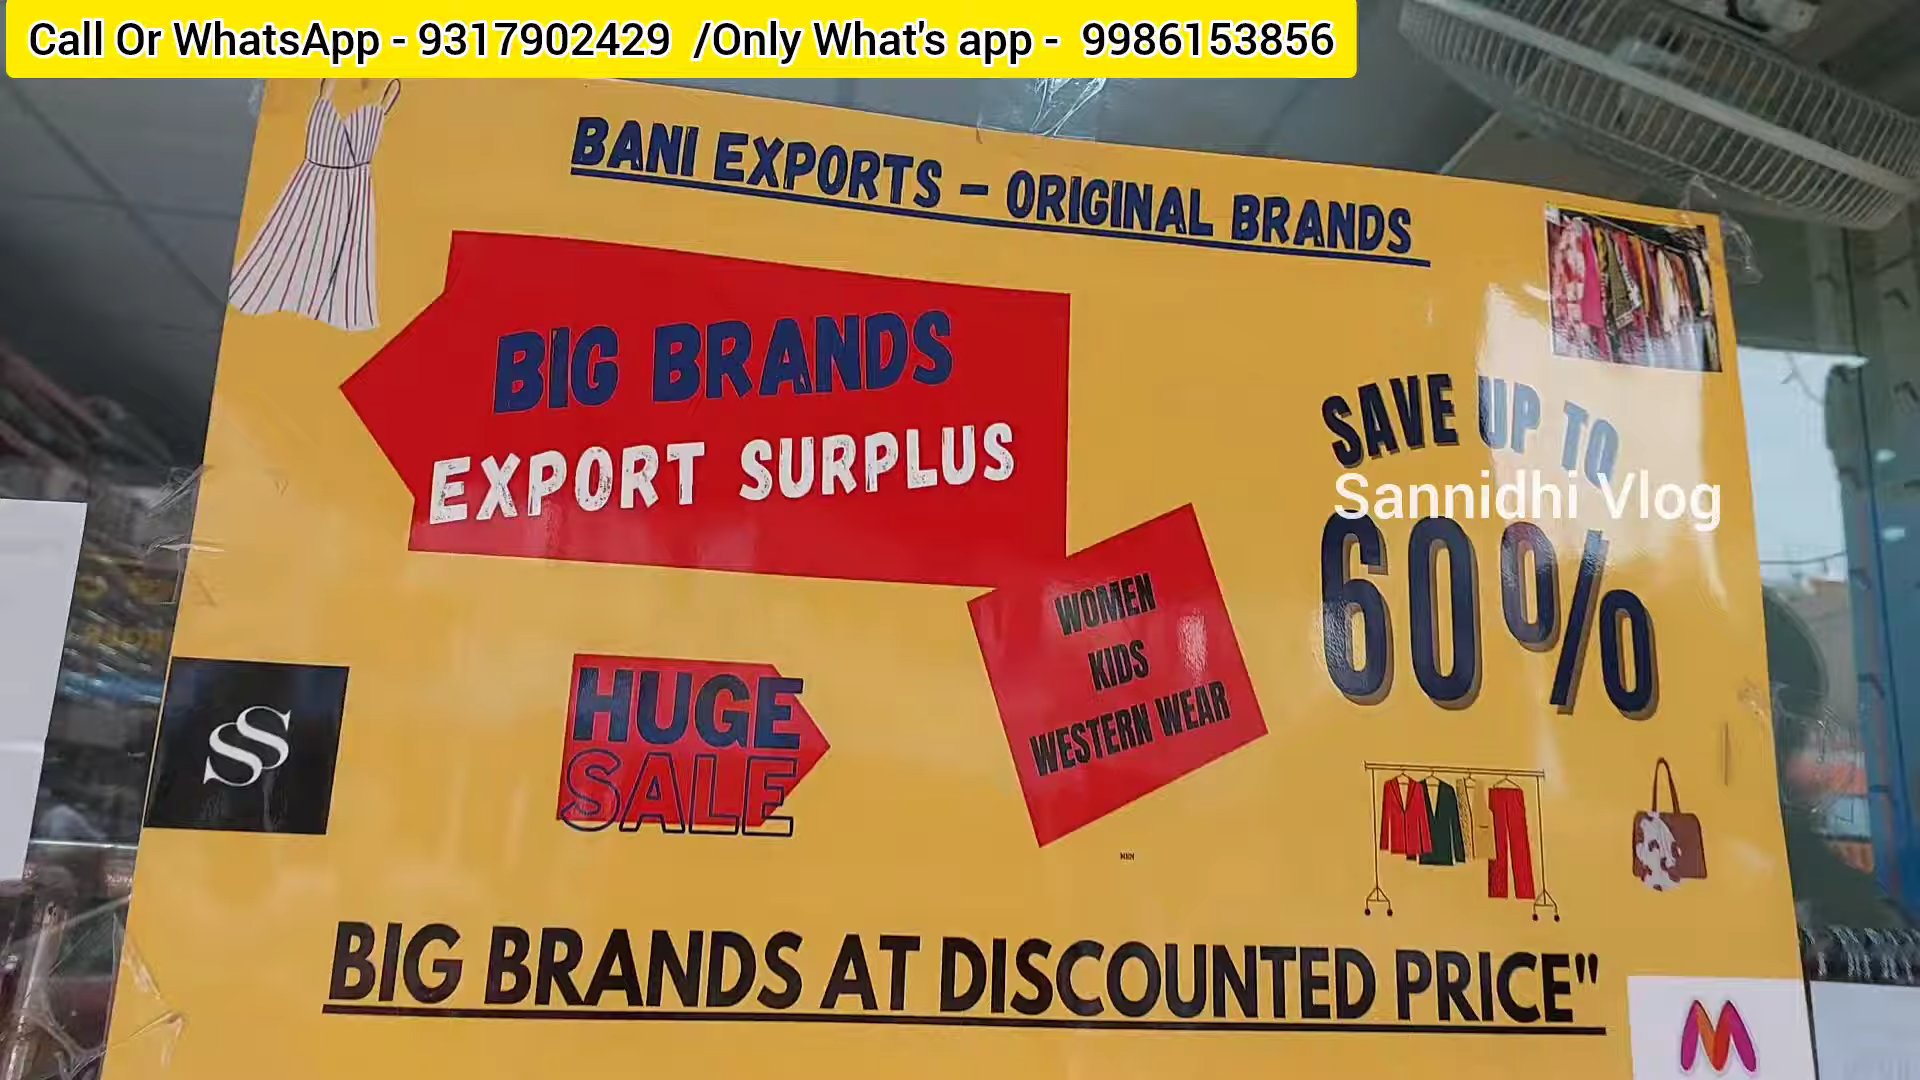 Call Or WhatsApp - 9317902429 /Only What's app - 9986153856
BANI EXPORTS - ORIGINAL BRANDS
BIG BRANDS
EXPORT SURPLUS
SAVE UP TO
Sannidhi Vlog
60%
WOMEN
KIDS
WESTERN WEAR
HUGE
SALE
SS
BIG BRANDS AT DISCOUNTED PRICE"
M